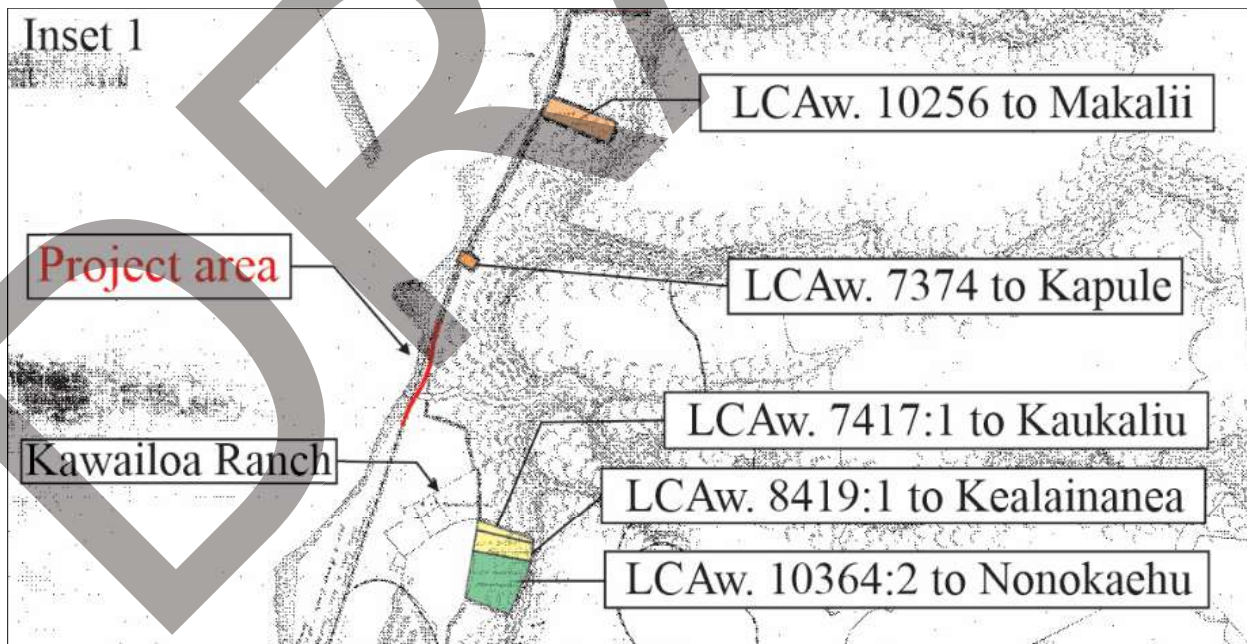 Inset 1
LCAw. 10256 to Makalii
Project area
LCAw. 7374 to Kapule
LCAw. 7417:1 to Kaukaliu
Kawailoa Ranch
LCAw. 8419:1 to Kealainanea
LCAw. 10364:2 to Nonokaehu
DRA